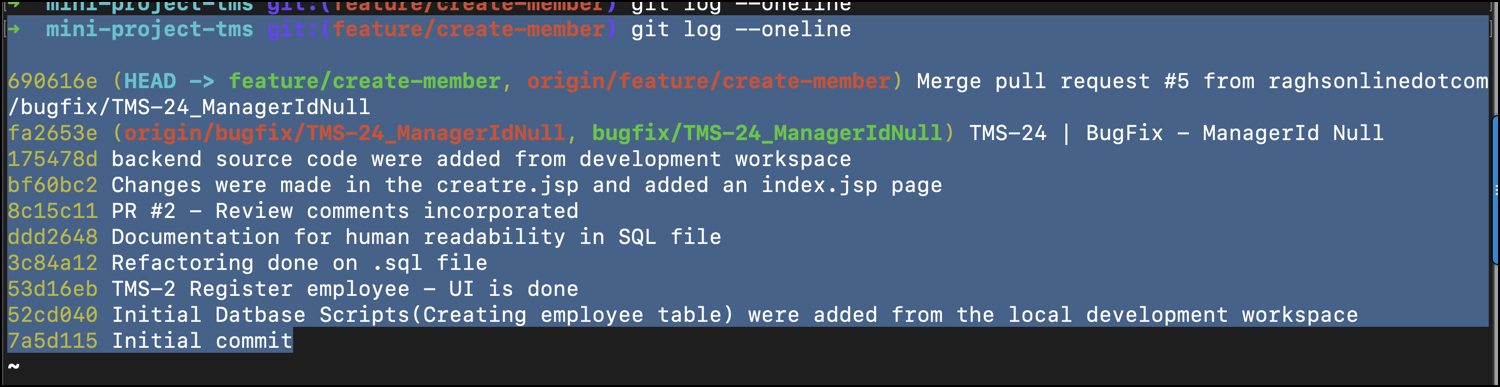 ➜  mini-project-tms git:(feature/create-member) git log --oneline
➜  mini-project-tms git:(feature/create-member) git log --oneline
690616e (HEAD -> feature/create-member, origin/feature/create-member) Merge pull request #5 from raghsonlinedotcom
/bugfix/TMS-24_ManagerIdNull
fa2653e (origin/bugfix/TMS-24_ManagerIdNull, bugfix/TMS-24_ManagerIdNull) TMS-24 | BugFix - ManagerId Null
175478d backend source code were added from development workspace
bf60bc2 Changes were made in the creatre.jsp and added an index.jsp page
8c15c11 PR #2 - Review comments incorporated
ddd2648 Documentation for human readability in SQL file
3c84a12 Refactoring done on .sql file
53d16eb TMS-2 Register employee - UI is done
52cd040 Initial Datbase Scripts(Creating employee table) were added from the local development workspace
7a5d115 Initial commit
~